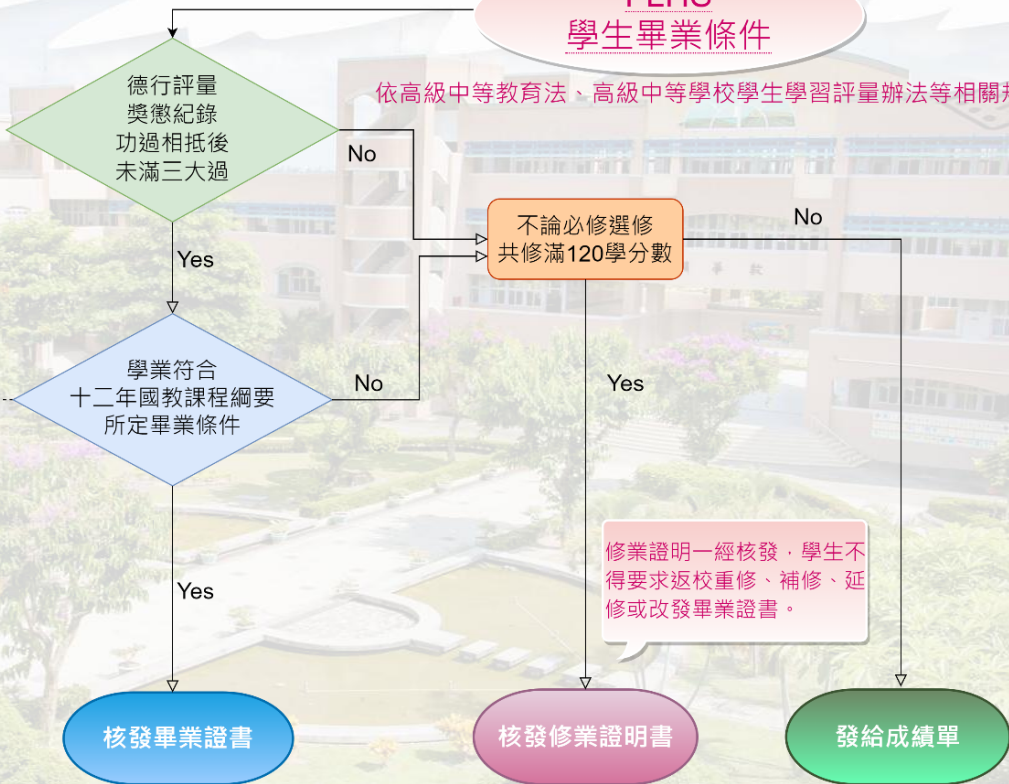 學生畢業條件
依高級中等教育法、高級中等學校學生學習評量辦法等相關規
德行評量
獎懲紀錄
功過相抵後
未滿三大過
No
不論必修選修
共修滿120學分數
No
Yes
學業符合
十二年國教課程綱要
所定畢業條件
No
Yes
修業證明一經核發，學生不
得要求返校重修、補修、延
修或改發畢業證書。
Yes
核發畢業證書
核發修業證明書
發給成績單